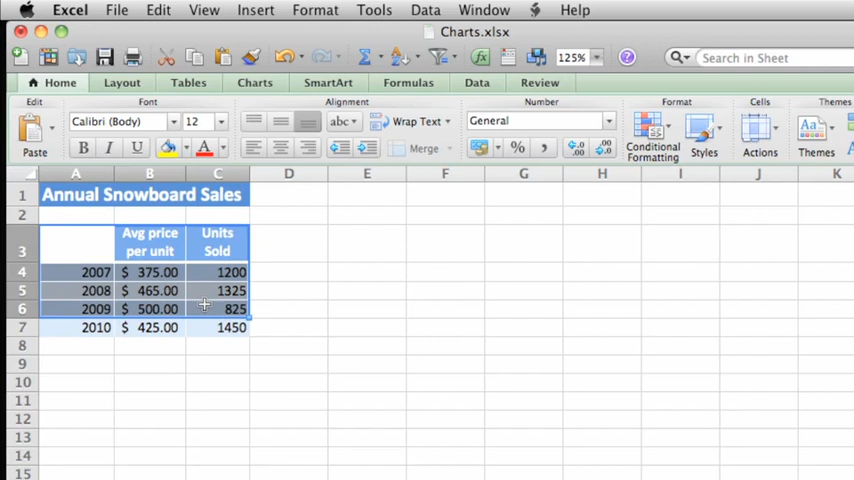 Excel File Edit View Insert Format Tools Data Window Help
Charts.xlsx
125% Search in Sheet
Home Layout Tables Charts SmartArt Formulas Data Review
Edit Font Alignment Number Format Cells Themes
Calibri (Body) 12 abc Wrap Text General
Paste B I U A Merge % , Conditional Formatting Styles Actions Aa Themes
A B C D E F G H I J K
1 Annual Snowboard Sales
2
3 Avg price per unit Units Sold
4 2007 $ 375.00 1200
5 2008 $ 465.00 1325
6 2009 $ 500.00 825
7 2010 $ 425.00 1450
8
9
10
11
12
13
14
15